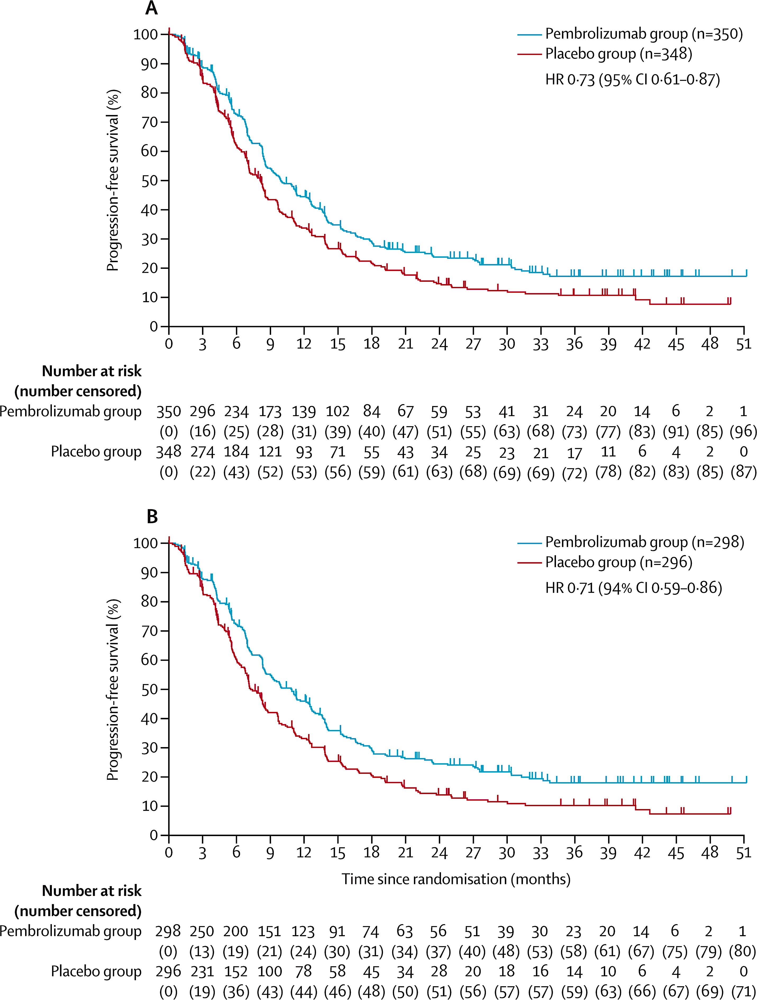 A
Pembrolizumab group (n=350)
Placebo group (n=348)
HR 0·73 (95% CI 0·61–0·87)
Progression-free survival (%)
100
90
80
70
60
50
40
30
20
10
0
0 3 6 9 12 15 18 21 24 27 30 33 36 39 42 45 48 51
Number at risk
(number censored)
Pembrolizumab group 350 296 234 173 139 102 84 67 59 53 41 31 24 20 14 6 2 1
(0) (16) (25) (28) (31) (39) (40) (47) (51) (55) (63) (68) (73) (77) (83) (91) (85) (96)
Placebo group 348 274 184 121 93 71 55 43 34 25 23 21 17 11 6 4 2 0
(0) (22) (43) (52) (53) (56) (59) (61) (63) (68) (69) (69) (72) (78) (82) (83) (85) (87)
B
Pembrolizumab group (n=298)
Placebo group (n=296)
HR 0·71 (94% CI 0·59–0·86)
Progression-free survival (%)
100
90
80
70
60
50
40
30
20
10
0
0 3 6 9 12 15 18 21 24 27 30 33 36 39 42 45 48 51
Time since randomisation (months)
Number at risk
(number censored)
Pembrolizumab group 298 250 200 151 123 91 74 63 56 51 39 30 23 20 14 6 2 1
(0) (13) (19) (21) (24) (30) (31) (34) (37) (40) (48) (53) (58) (61) (67) (75) (79) (80)
Placebo group 296 231 152 100 78 58 45 34 28 20 18 16 14 10 6 4 2 0
(0) (19) (36) (43) (44) (46) (48) (50) (51) (56) (57) (57) (59) (63) (66) (67) (69) (71)